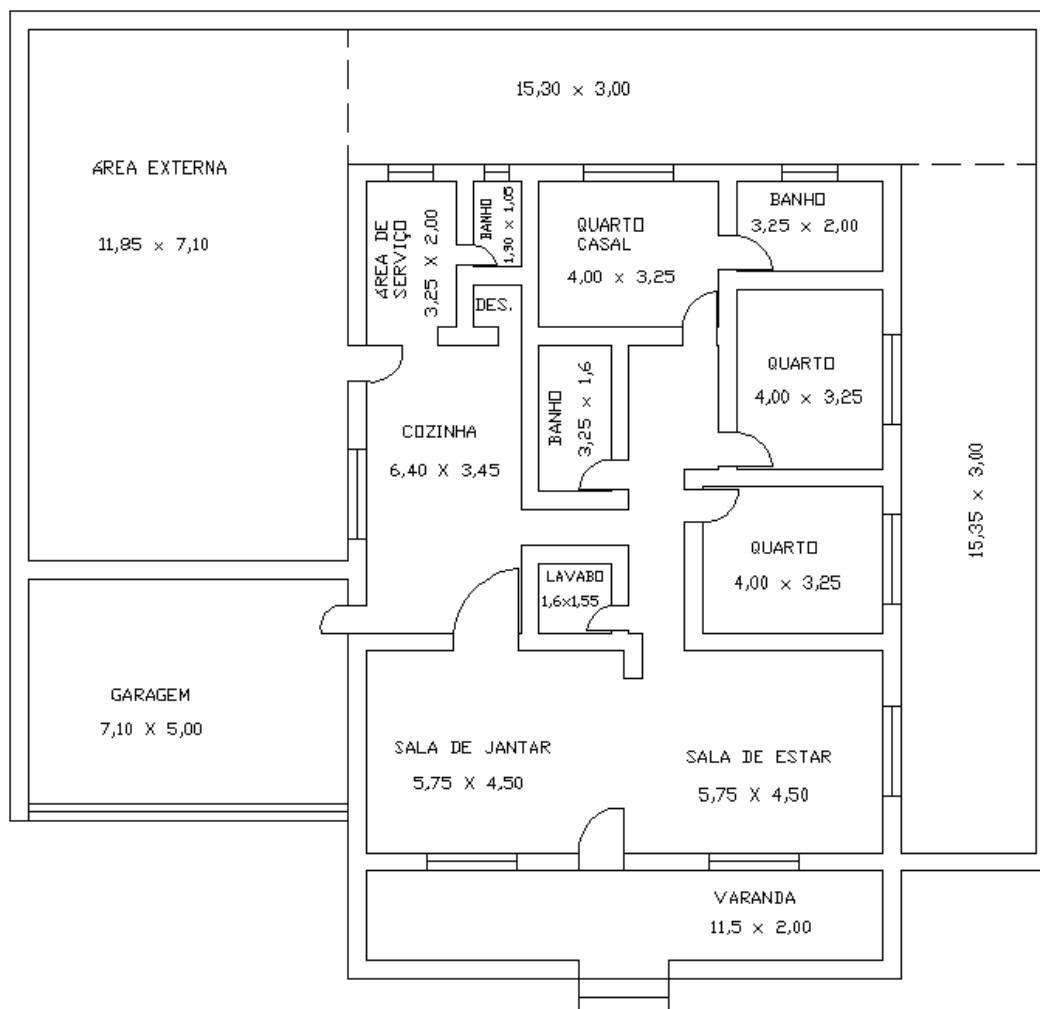 15,30 × 3,00
ÁREA EXTERNA
11,85 × 7,10
ÁREA DE
SERVIÇO
3,25 X 2,00
BANHO
1,90 × 1,05
QUARTO
CASAL
4,00 × 3,25
BANHO
3,25 × 2,00
DES.
BANHO
3,25 × 1,6
QUARTO
4,00 × 3,25
COZINHA
6,40 X 3,45
15,35 × 3,00
QUARTO
4,00 × 3,25
LAVABO
1,6×1,55
GARAGEM
7,10 X 5,00
SALA DE JANTAR
5,75 X 4,50
SALA DE ESTAR
5,75 X 4,50
VARANDA
11,5 × 2,00